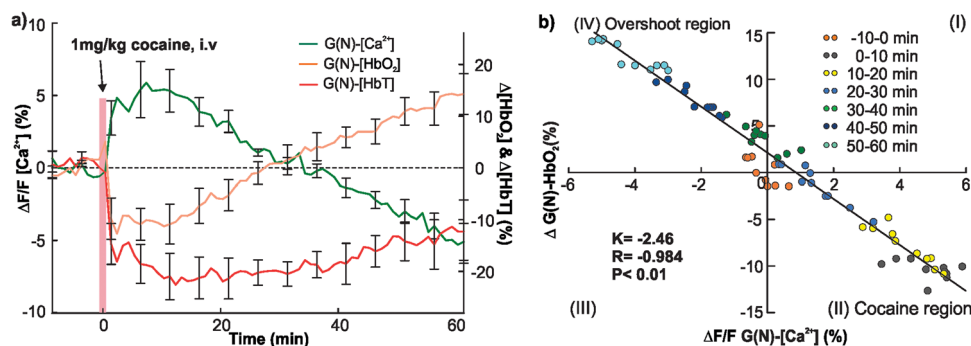 a)
1mg/kg cocaine, i.v
G(N)-[Ca²⁺]
G(N)-[HbO₂]
G(N)-[HbT]
ΔF/F [Ca²⁺] (%)
10
5
0
-5
-10
Δ[HbO₂] & Δ[HbT] (%)
20
10
0
-10
-20
0
20
40
60
Time (min)
b)
(IV) Overshoot region
(I)
(III)
(II) Cocaine region
Δ G(N)-HbO₂(%)
15
10
5
0
-5
-10
-15
-6
-4
-2
0
2
4
6
ΔF/F G(N)-[Ca²⁺] (%)
K= -2.46
R= -0.984
P< 0.01
-10-0 min
0-10 min
10-20 min
20-30 min
30-40 min
40-50 min
50-60 min